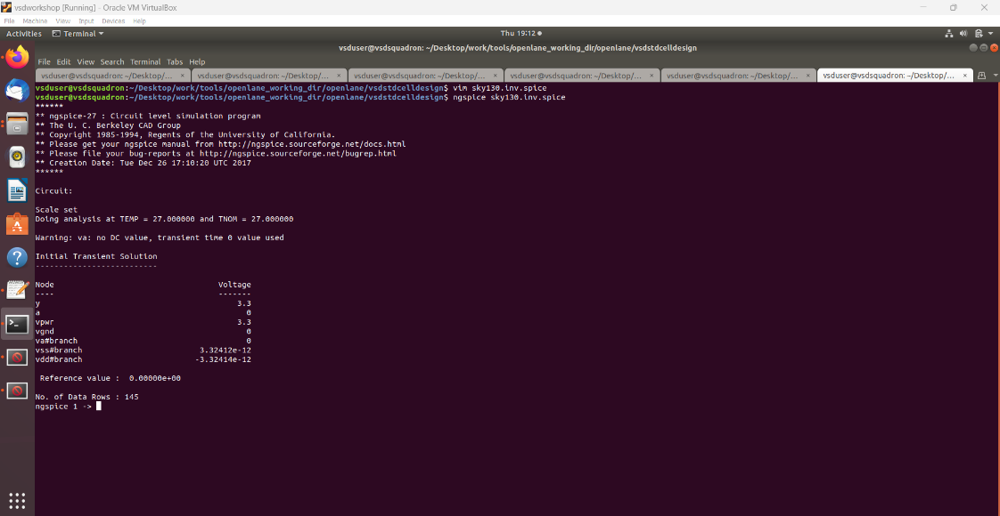 vsdworkshop [Running] - Oracle VM VirtualBox
File Machine View Input Devices Help
Activities Terminal Thu 19:12
vsduser@vsdsquadron: ~/Desktop/work/tools/openlane_working_dir/openlane/vsdstdcelldesign
File Edit View Search Terminal Tabs Help
vsduser@vsdsquadron: ~/Desktop/... × vsduser@vsdsquadron: ~/Desktop/... × vsduser@vsdsquadron: ~/Desktop/... × vsduser@vsdsquadron: ~/Desktop/... × vsduser@vsdsquadron: ~/Desktop/... × vsduser@vsdsquadron: ~/Desktop/... ×
vsduser@vsdsquadron:~/Desktop/work/tools/openlane_working_dir/openlane/vsdstdcelldesign$ vim sky130.inv.spice
vsduser@vsdsquadron:~/Desktop/work/tools/openlane_working_dir/openlane/vsdstdcelldesign$ ngspice sky130.inv.spice
******
** ngspice-27 : Circuit level simulation program
** The U. C. Berkeley CAD Group
** Copyright 1985-1994, Regents of the University of California.
** Please get your ngspice manual from http://ngspice.sourceforge.net/docs.html
** Please file your bug-reports at http://ngspice.sourceforge.net/bugrep.html
** Creation Date: Tue Dec 26 17:10:20 UTC 2017
******
Circuit:
Scale set
Doing analysis at TEMP = 27.000000 and TNOM = 27.000000
Warning: va: no DC value, transient time 0 value used
Initial Transient Solution
--------------------------
Node Voltage
---- -------
y 3.3
a 0
vpwr 3.3
vgnd 0
va#branch 0
vss#branch 3.32412e-12
vdd#branch -3.32414e-12
Reference value : 0.00000e+00
No. of Data Rows : 145
ngspice 1 ->